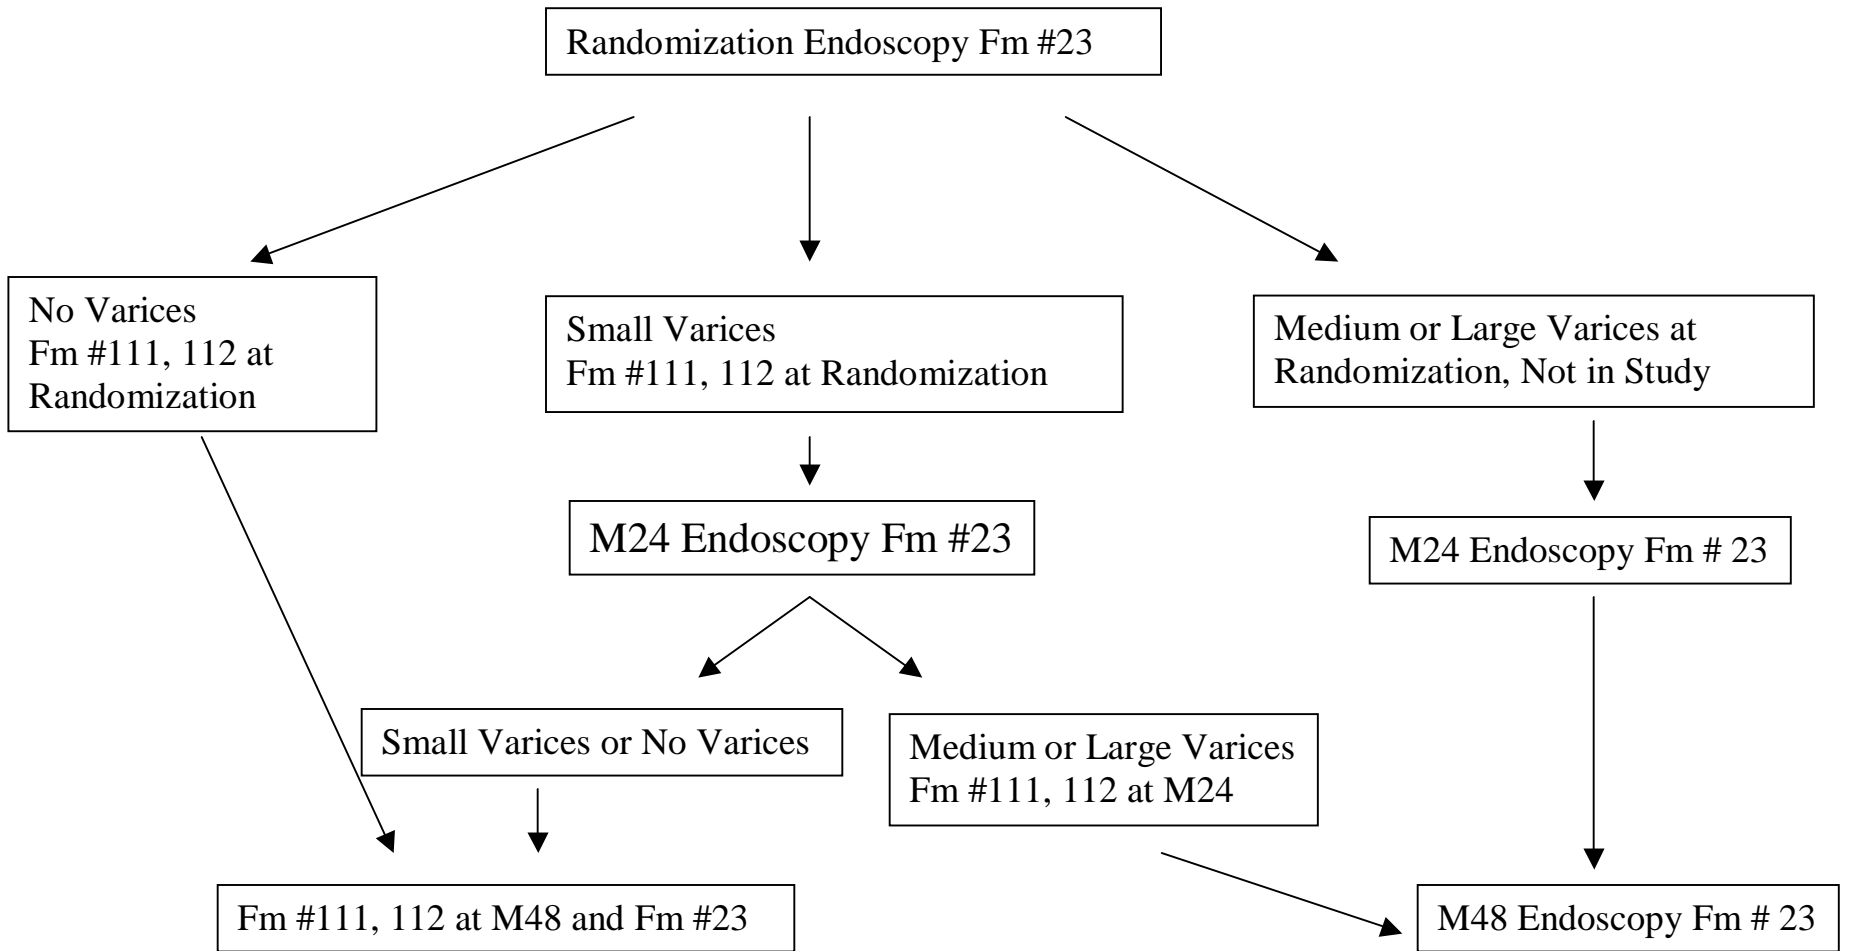 Randomization Endoscopy Fm #23
No Varices
Fm #111, 112 at
Randomization
Small Varices
Fm #111, 112 at Randomization
Medium or Large Varices at
Randomization, Not in Study
M24 Endoscopy Fm #23
M24 Endoscopy Fm # 23
Small Varices or No Varices
Medium or Large Varices
Fm #111, 112 at M24
Fm #111, 112 at M48 and Fm #23
M48 Endoscopy Fm # 23